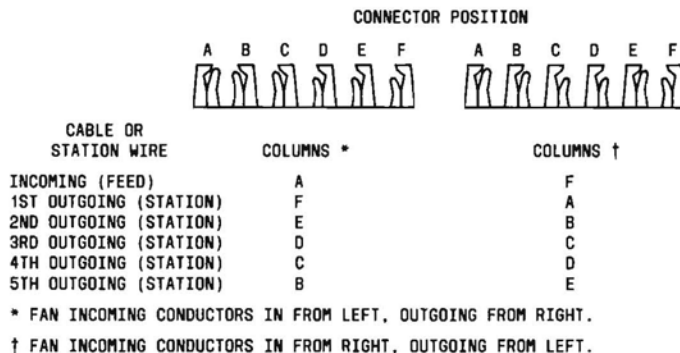 CONNECTOR POSITION
A B C D E F A B C D E F
CABLE OR
STATION WIRE COLUMNS * COLUMNS †
INCOMING (FEED) A F
1ST OUTGOING (STATION) F A
2ND OUTGOING (STATION) E B
3RD OUTGOING (STATION) D C
4TH OUTGOING (STATION) C D
5TH OUTGOING (STATION) B E
* FAN INCOMING CONDUCTORS IN FROM LEFT, OUTGOING FROM RIGHT.
† FAN INCOMING CONDUCTORS IN FROM RIGHT, OUTGOING FROM LEFT.